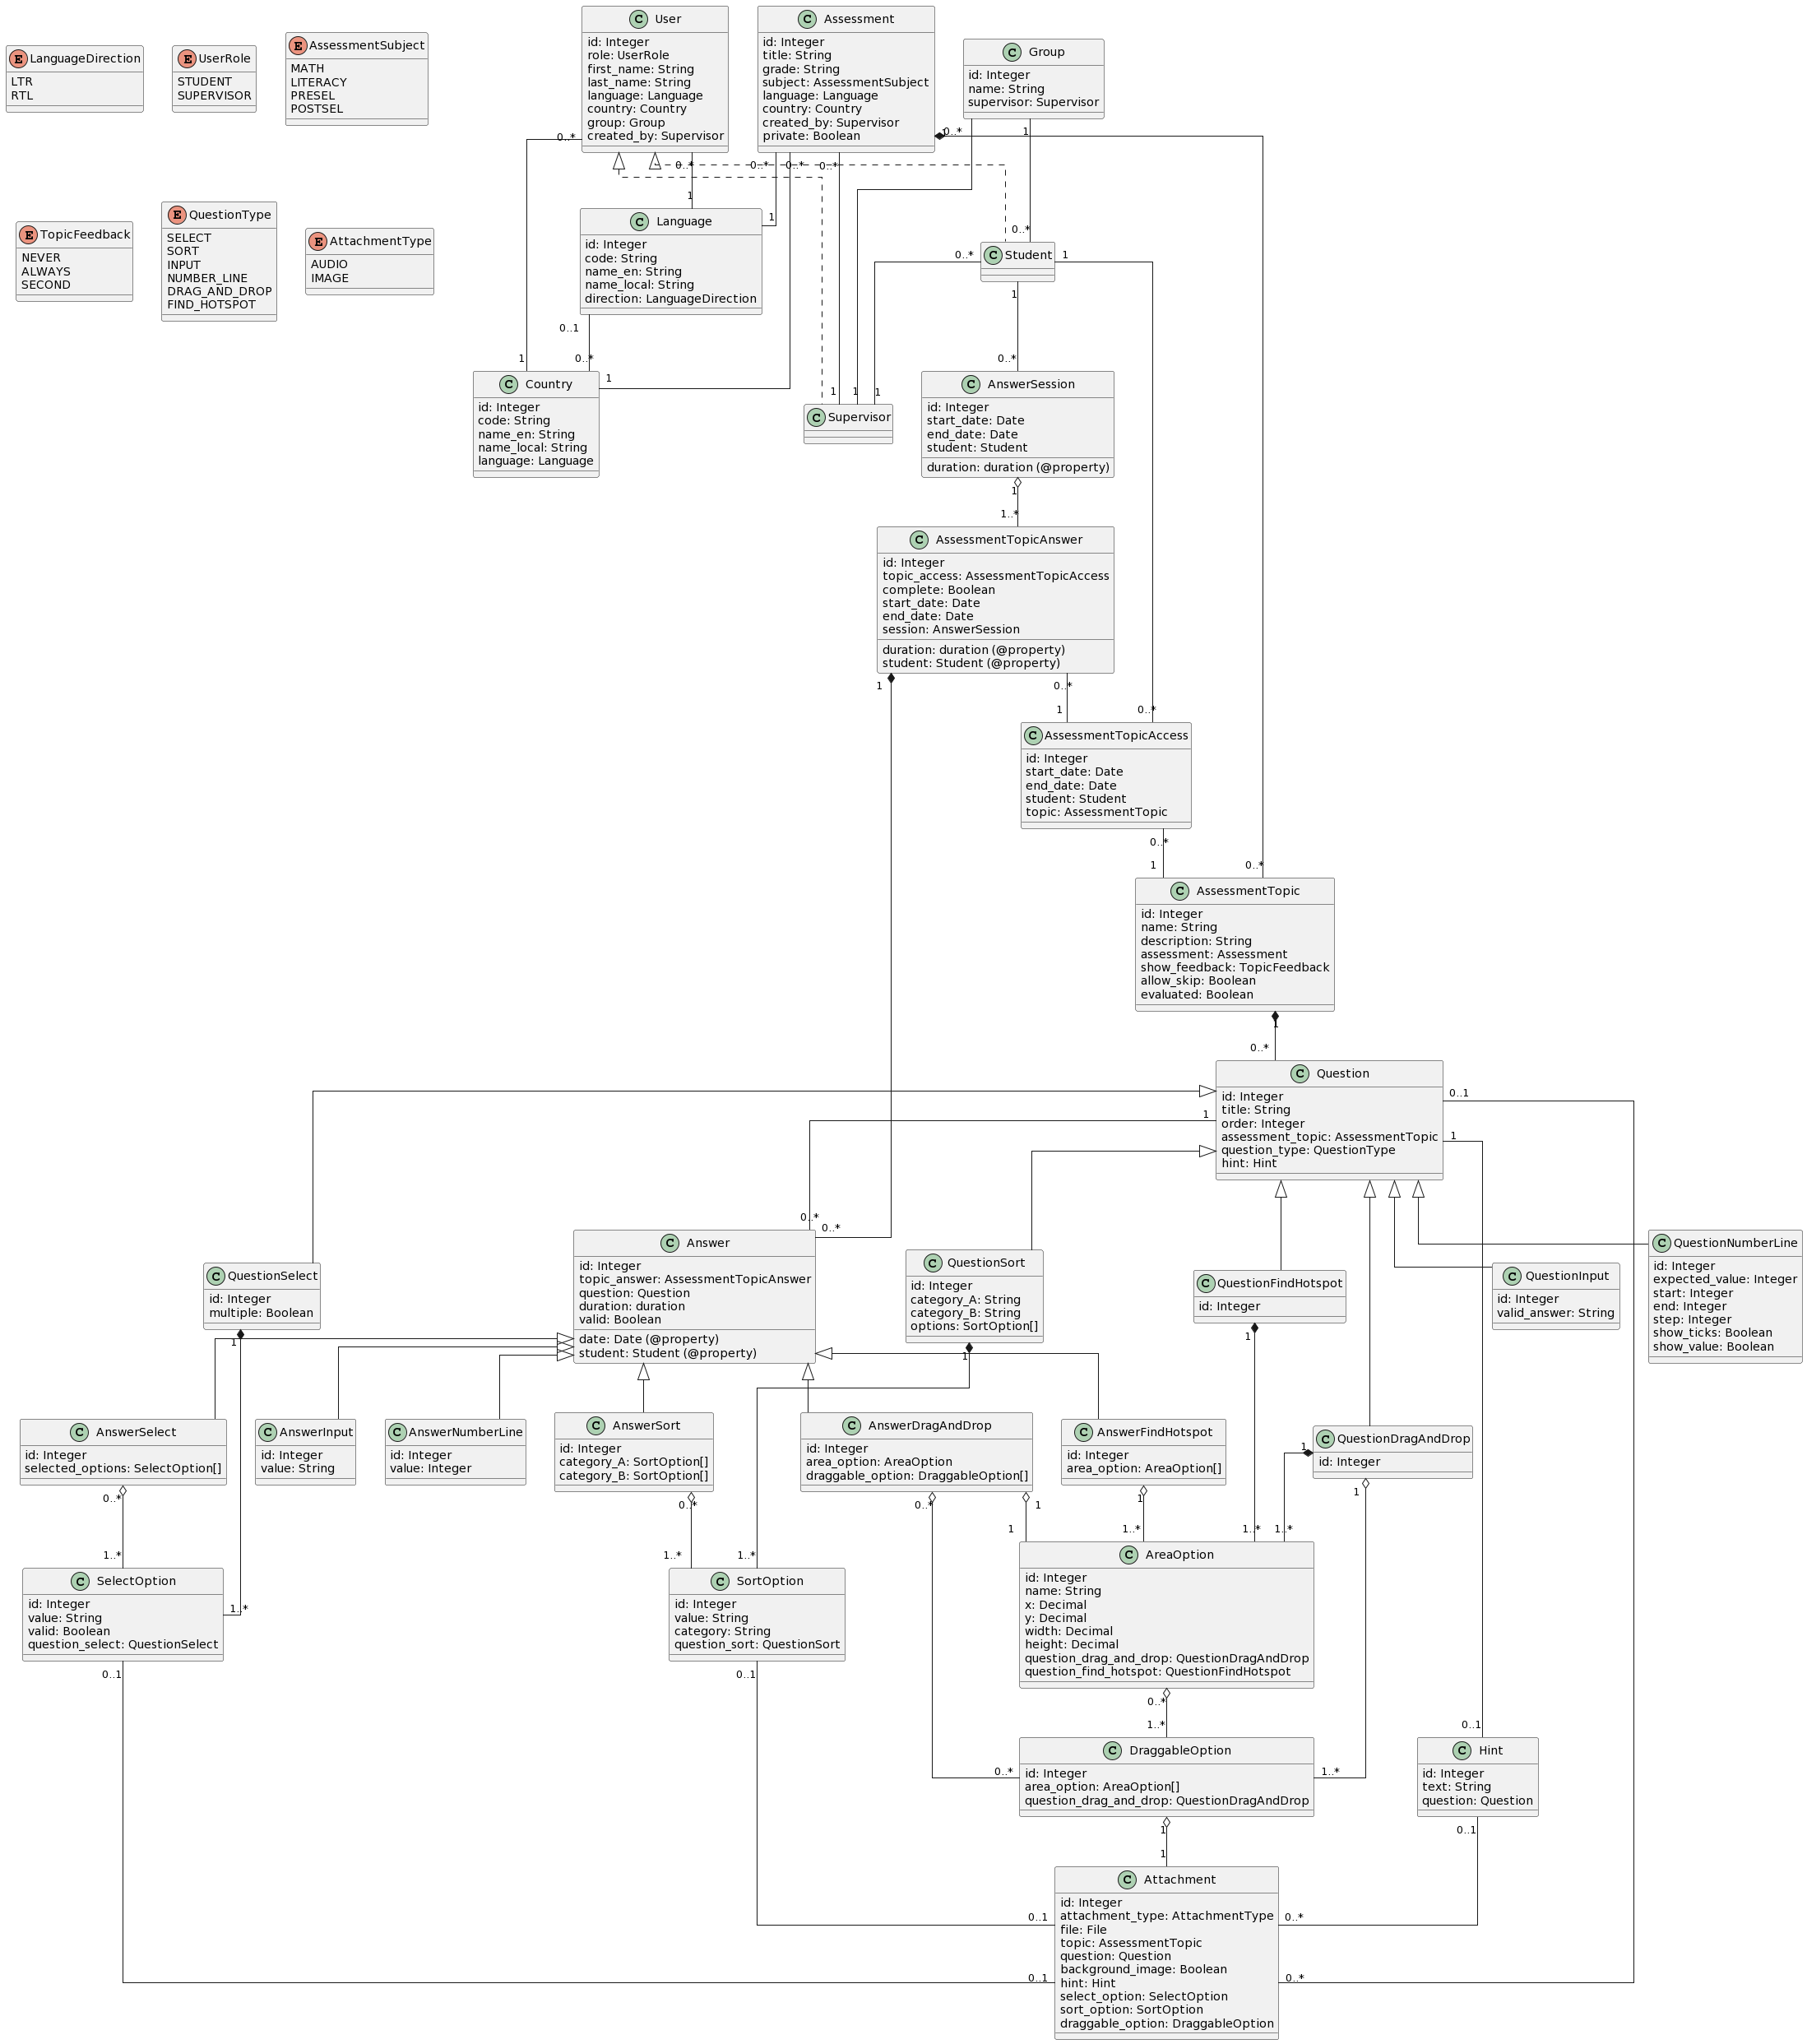 LanguageDirection
LTR
RTL
UserRole
STUDENT
SUPERVISOR
AssessmentSubject
MATH
LITERACY
PRESEL
POSTSEL
User
id: Integer
role: UserRole
first_name: String
last_name: String
language: Language
country: Country
group: Group
created_by: Supervisor
Assessment
id: Integer
title: String
grade: String
subject: AssessmentSubject
language: Language
country: Country
created_by: Supervisor
private: Boolean
Group
id: Integer
name: String
supervisor: Supervisor
0..*
1
0..*
1
0..*
0..*
0..*
0..*
TopicFeedback
NEVER
ALWAYS
SECOND
QuestionType
SELECT
SORT
INPUT
NUMBER_LINE
DRAG_AND_DROP
FIND_HOTSPOT
AttachmentType
AUDIO
IMAGE
1
1
0..*
Language
id: Integer
code: String
name_en: String
name_local: String
direction: LanguageDirection
Student
0..*
1
1
0..1
0..*
1
1
1
1
1
0..*
Country
id: Integer
code: String
name_en: String
name_local: String
language: Language
Supervisor
AnswerSession
id: Integer
start_date: Date
end_date: Date
student: Student
duration: duration (@property)
1
1..*
AssessmentTopicAnswer
id: Integer
topic_access: AssessmentTopicAccess
complete: Boolean
start_date: Date
end_date: Date
session: AnswerSession
duration: duration (@property)
student: Student (@property)
1
0..*
1
0..*
AssessmentTopicAccess
id: Integer
start_date: Date
end_date: Date
student: Student
topic: AssessmentTopic
0..*
1
0..*
AssessmentTopic
id: Integer
name: String
description: String
assessment: Assessment
show_feedback: TopicFeedback
allow_skip: Boolean
evaluated: Boolean
1
0..*
Question
id: Integer
title: String
order: Integer
assessment_topic: AssessmentTopic
question_type: QuestionType
hint: Hint
0..1
1
1
0..*
0..*
QuestionSelect
id: Integer
multiple: Boolean
Answer
id: Integer
topic_answer: AssessmentTopicAnswer
question: Question
duration: duration
valid: Boolean
date: Date (@property)
student: Student (@property)
QuestionSort
id: Integer
category_A: String
category_B: String
options: SortOption[]
QuestionFindHotspot
id: Integer
QuestionInput
id: Integer
valid_answer: String
QuestionNumberLine
id: Integer
expected_value: Integer
start: Integer
end: Integer
step: Integer
show_ticks: Boolean
show_value: Boolean
1
1
1
AnswerSelect
id: Integer
selected_options: SelectOption[]
AnswerInput
id: Integer
value: String
AnswerNumberLine
id: Integer
value: Integer
AnswerSort
id: Integer
category_A: SortOption[]
category_B: SortOption[]
AnswerDragAndDrop
id: Integer
area_option: AreaOption
draggable_option: DraggableOption[]
AnswerFindHotspot
id: Integer
area_option: AreaOption[]
QuestionDragAndDrop
id: Integer
1
0..*
0..*
0..*
1
1
1
1..*
1..*
1..*
1
1..*
1..*
1..*
SelectOption
id: Integer
value: String
valid: Boolean
question_select: QuestionSelect
1..*
SortOption
id: Integer
value: String
category: String
question_sort: QuestionSort
AreaOption
id: Integer
name: String
x: Decimal
y: Decimal
width: Decimal
height: Decimal
question_drag_and_drop: QuestionDragAndDrop
question_find_hotspot: QuestionFindHotspot
0..1
0..1
0..*
1..*
0..1
DraggableOption
id: Integer
area_option: AreaOption[]
question_drag_and_drop: QuestionDragAndDrop
0..*
1..*
Hint
id: Integer
text: String
question: Question
1
1
0..1
Attachment
id: Integer
attachment_type: AttachmentType
file: File
topic: AssessmentTopic
question: Question
background_image: Boolean
hint: Hint
select_option: SelectOption
sort_option: SortOption
draggable_option: DraggableOption
0..1
0..*
0..1
0..*